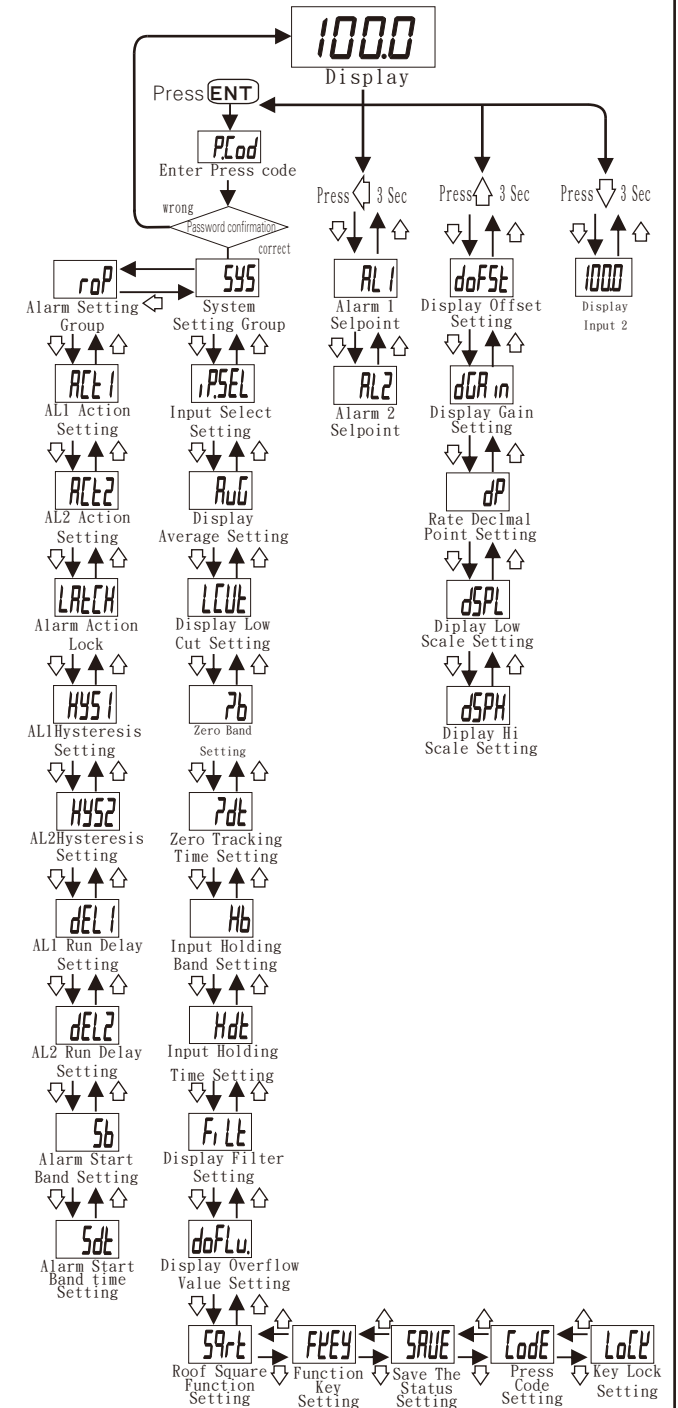 100.0
Display
Press ENT
P.Cod
Enter Press code
wrong
Password confirmation
correct
Press 3 Sec
Press 3 Sec
Press 3 Sec
roP
Alarm Setting
Group
SYS
System
Setting Group
AL1
Alarm 1
Selpoint
AL2
Alarm 2
Selpoint
doFSt
Display Offset
Setting
dGAin
Display Gain
Setting
dP
Rate Declmal
Point Setting
dSPL
Diplay Low
Scale Setting
dSPH
Diplay Hi
Scale Setting
100.0
Display
Input 2
ACt1
AL1 Action
Setting
ACt2
AL2 Action
Setting
LAtCH
Alarm Action
Lock
HYS1
AL1Hysteresis
Setting
HYS2
AL2Hysteresis
Setting
dEL1
AL1 Run Delay
Setting
dEL2
AL2 Run Delay
Setting
Sb
Alarm Start
Band Setting
Sdt
Alarm Start
Band time
Setting
iP.SEL
Input Select
Setting
AvG
Display
Average Setting
LCUt
Display Low
Cut Setting
Zb
Zero Band
Setting
Zdt
Zero Tracking
Time Setting
Hb
Input Holding
Band Setting
Hdt
Input Holding
Time Setting
FiLt
Display Filter
Setting
doFLv.
Display Overflow
Value Setting
S9rt
Roof Square
Function
Setting
FKEY
Function
Key
Setting
SAVE
Save The
Status
Setting
CodE
Press
Code
Setting
LoCK
Key Lock
Setting